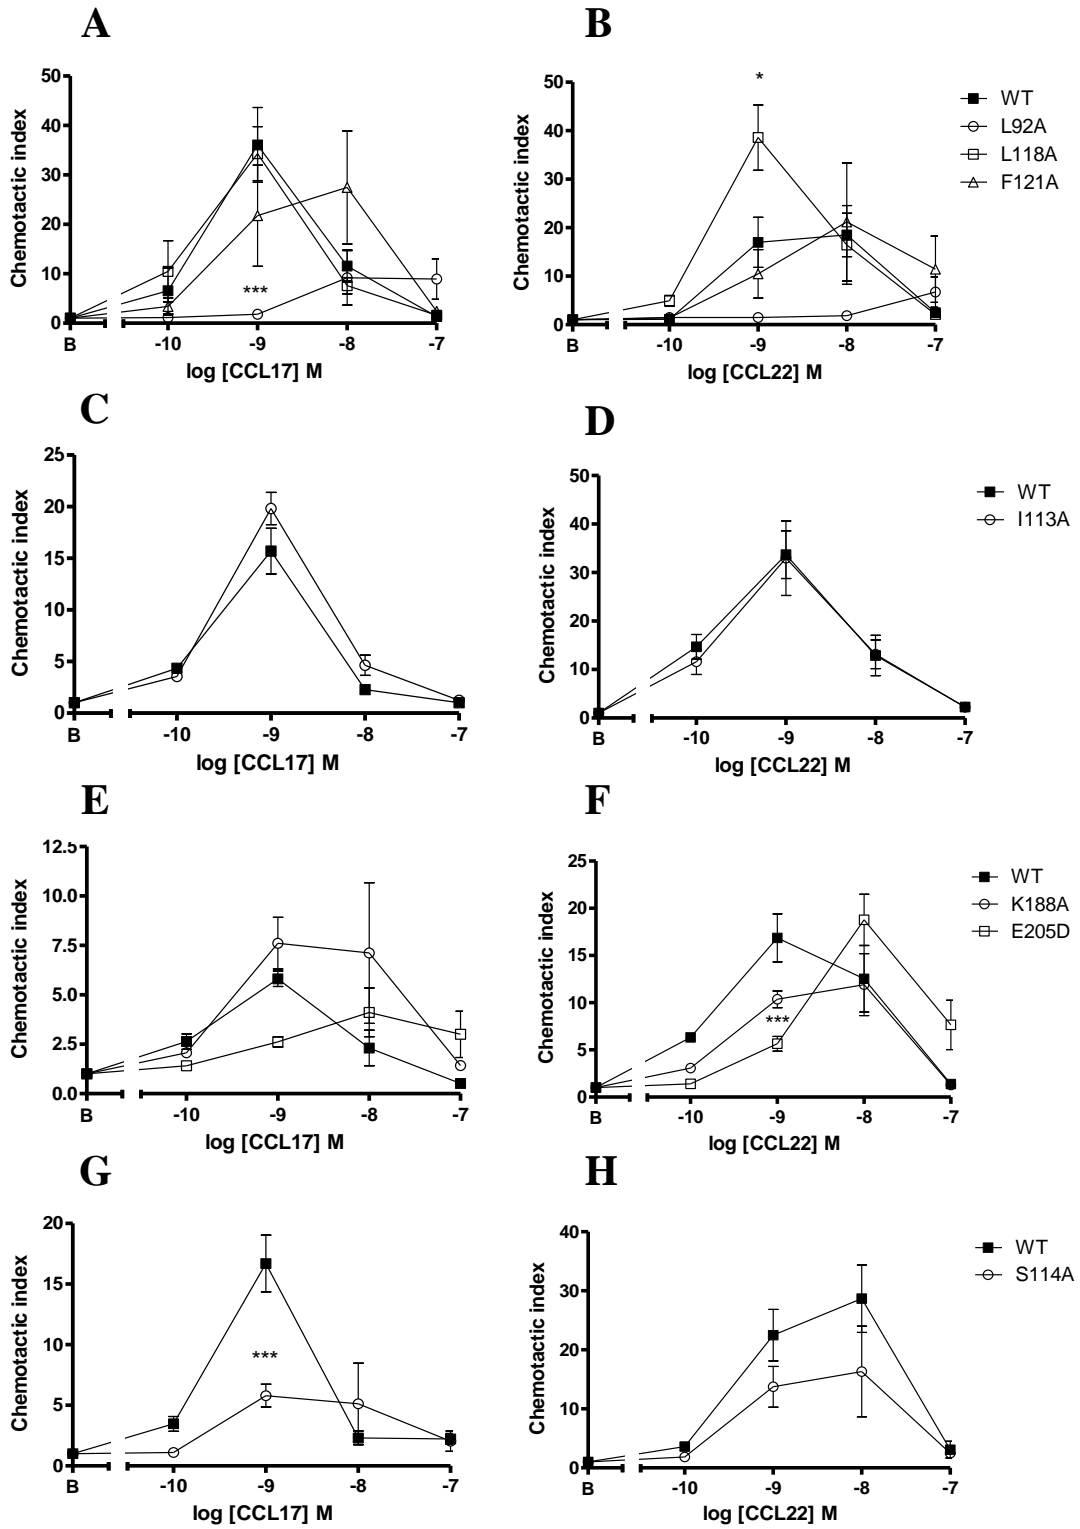 A
Chemotactic index
50
40
30
20
10
0
***
B
-10
-9
-8
-7
log [CCL17] M
B
Chemotactic index
50
40
30
20
10
0
*
B
-10
-9
-8
-7
log [CCL22] M
WT
L92A
L118A
F121A
C
Chemotactic index
25
20
15
10
5
0
B
-10
-9
-8
-7
log [CCL17] M
D
Chemotactic index
50
40
30
20
10
0
B
-10
-9
-8
-7
log [CCL22] M
WT
I113A
E
Chemotactic index
12.5
10.0
7.5
5.0
2.5
0.0
B
-10
-9
-8
-7
log [CCL17] M
F
Chemotactic index
25
20
15
10
5
0
***
B
-10
-9
-8
-7
log [CCL22] M
WT
K188A
E205D
G
Chemotactic index
20
15
10
5
0
***
B
-10
-9
-8
-7
log [CCL17] M
H
Chemotactic index
40
30
20
10
0
B
-10
-9
-8
-7
log [CCL22] M
WT
S114A